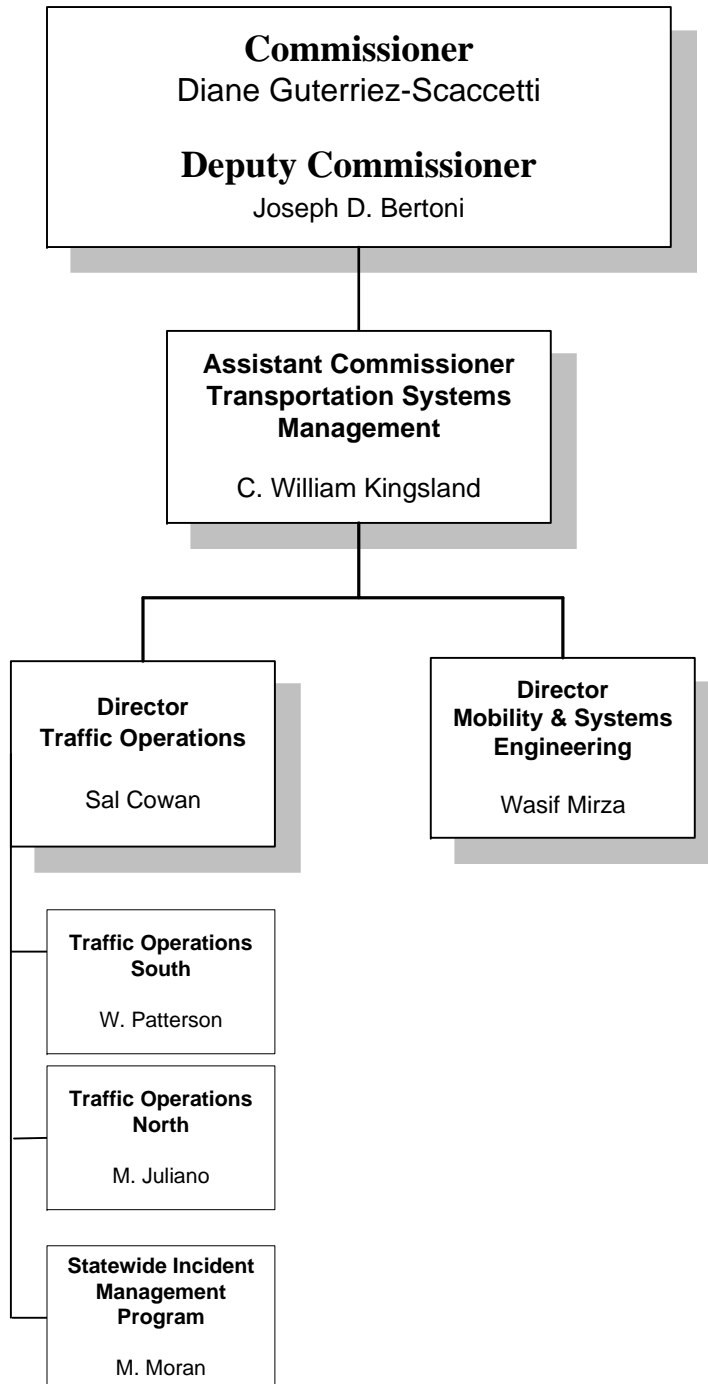 Commissioner
Diane Guterriez-Scaccetti
Deputy Commissioner
Joseph D. Bertoni
Assistant Commissioner
Transportation Systems
Management
C. William Kingsland
Director
Traffic Operations
Sal Cowan
Director
Mobility & Systems
Engineering
Wasif Mirza
Traffic Operations
South
W. Patterson
Traffic Operations
North
M. Juliano
Statewide Incident
Management
Program
M. Moran